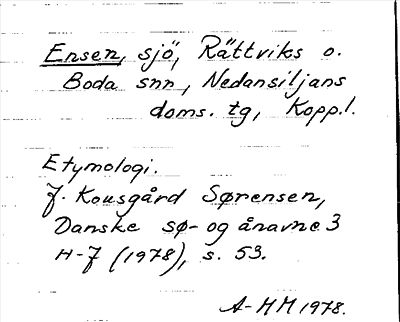 Ensen, sjö, Rättviks o.
Boda snn, Nedansiljans
doms. tg, Kopp.l.
Etymologi.
J. Kousgård Sørensen,
Danske sø- og ånavne 3
H-J (1978), s. 53.
A-HM 1978.